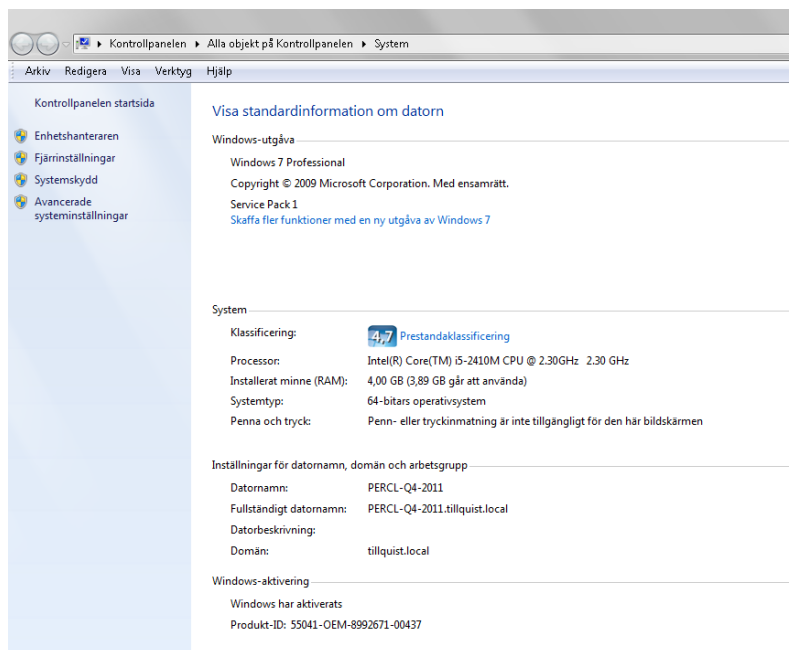 Kontrollpanelen ▸ Alla objekt på Kontrollpanelen ▸ System
Arkiv Redigera Visa Verktyg Hjälp
Kontrollpanelen startsida
Enhetshanteraren
Fjärrinställningar
Systemskydd
Avancerade
systeminställningar
Visa standardinformation om datorn
Windows-utgåva
Windows 7 Professional
Copyright © 2009 Microsoft Corporation. Med ensamrätt.
Service Pack 1
Skaffa fler funktioner med en ny utgåva av Windows 7
System
Klassificering: 4,7 Prestandaklassificering
Processor: Intel(R) Core(TM) i5-2410M CPU @ 2.30GHz 2.30 GHz
Installerat minne (RAM): 4,00 GB (3,89 GB går att använda)
Systemtyp: 64-bitars operativsystem
Penna och tryck: Penn- eller tryckinmatning är inte tillgängligt för den här bildskärmen
Inställningar för datornamn, domän och arbetsgrupp
Datornamn: PERCL-Q4-2011
Fullständigt datornamn: PERCL-Q4-2011.tillquist.local
Datorbeskrivning:
Domän: tillquist.local
Windows-aktivering
Windows har aktiverats
Produkt-ID: 55041-OEM-8992671-00437